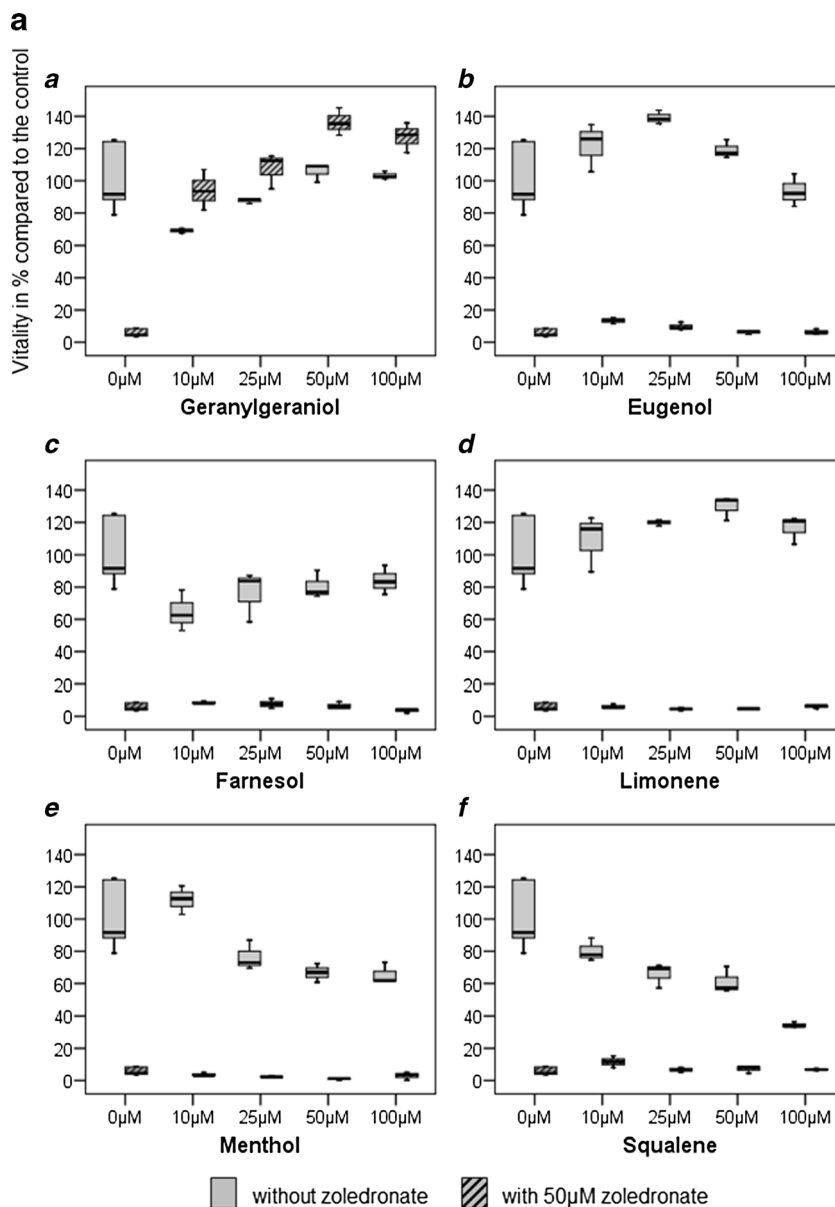 a
Vitality in % compared to the control
a
140
120
100
80
60
40
20
0
0µM 10µM 25µM 50µM 100µM
Geranylgeraniol
b
140
120
100
80
60
40
20
0
0µM 10µM 25µM 50µM 100µM
Eugenol
c
140
120
100
80
60
40
20
0
0µM 10µM 25µM 50µM 100µM
Farnesol
d
140
120
100
80
60
40
20
0
0µM 10µM 25µM 50µM 100µM
Limonene
e
140
120
100
80
60
40
20
0
0µM 10µM 25µM 50µM 100µM
Menthol
f
140
120
100
80
60
40
20
0
0µM 10µM 25µM 50µM 100µM
Squalene
without zoledronate
with 50µM zoledronate